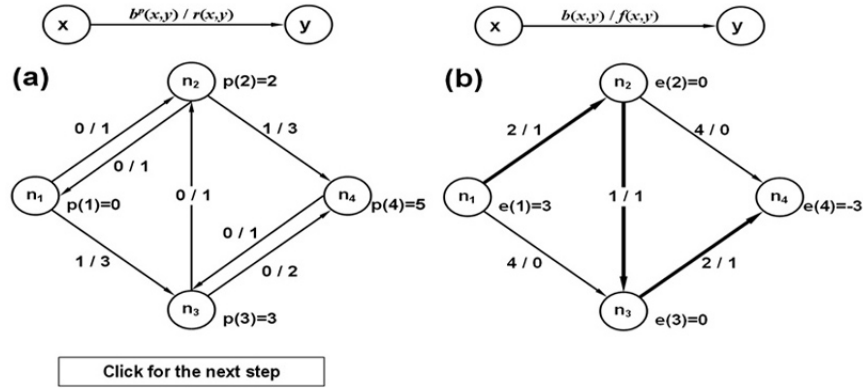 bᵖ(x,y) / r(x,y)
x
y
b(x,y) / f(x,y)
x
y
(a)
n₂
p(2)=2
0 / 1
0 / 1
1 / 3
n₁
p(1)=0
0 / 1
n₄
p(4)=5
1 / 3
0 / 1
0 / 2
n₃
p(3)=3
(b)
n₂
e(2)=0
2 / 1
4 / 0
n₁
e(1)=3
1 / 1
n₄
e(4)=-3
4 / 0
2 / 1
n₃
e(3)=0
Click for the next step